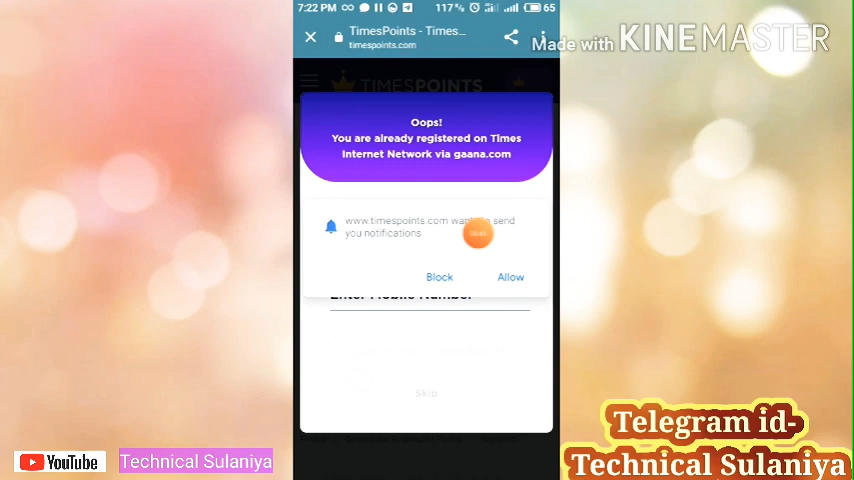 7:22 PM
117
65
TimesPoints - Times...
timespoints.com
Made with KINEMASTER
TIMESPOINTS
Oops!
You are already registered on Times
Internet Network via gaana.com
www.timespoints.com want to send
you notifications
Block Allow
Enter Mobile Number
Skip
Telegram id-
Technical Sulaniya
YouTube
Technical Sulaniya